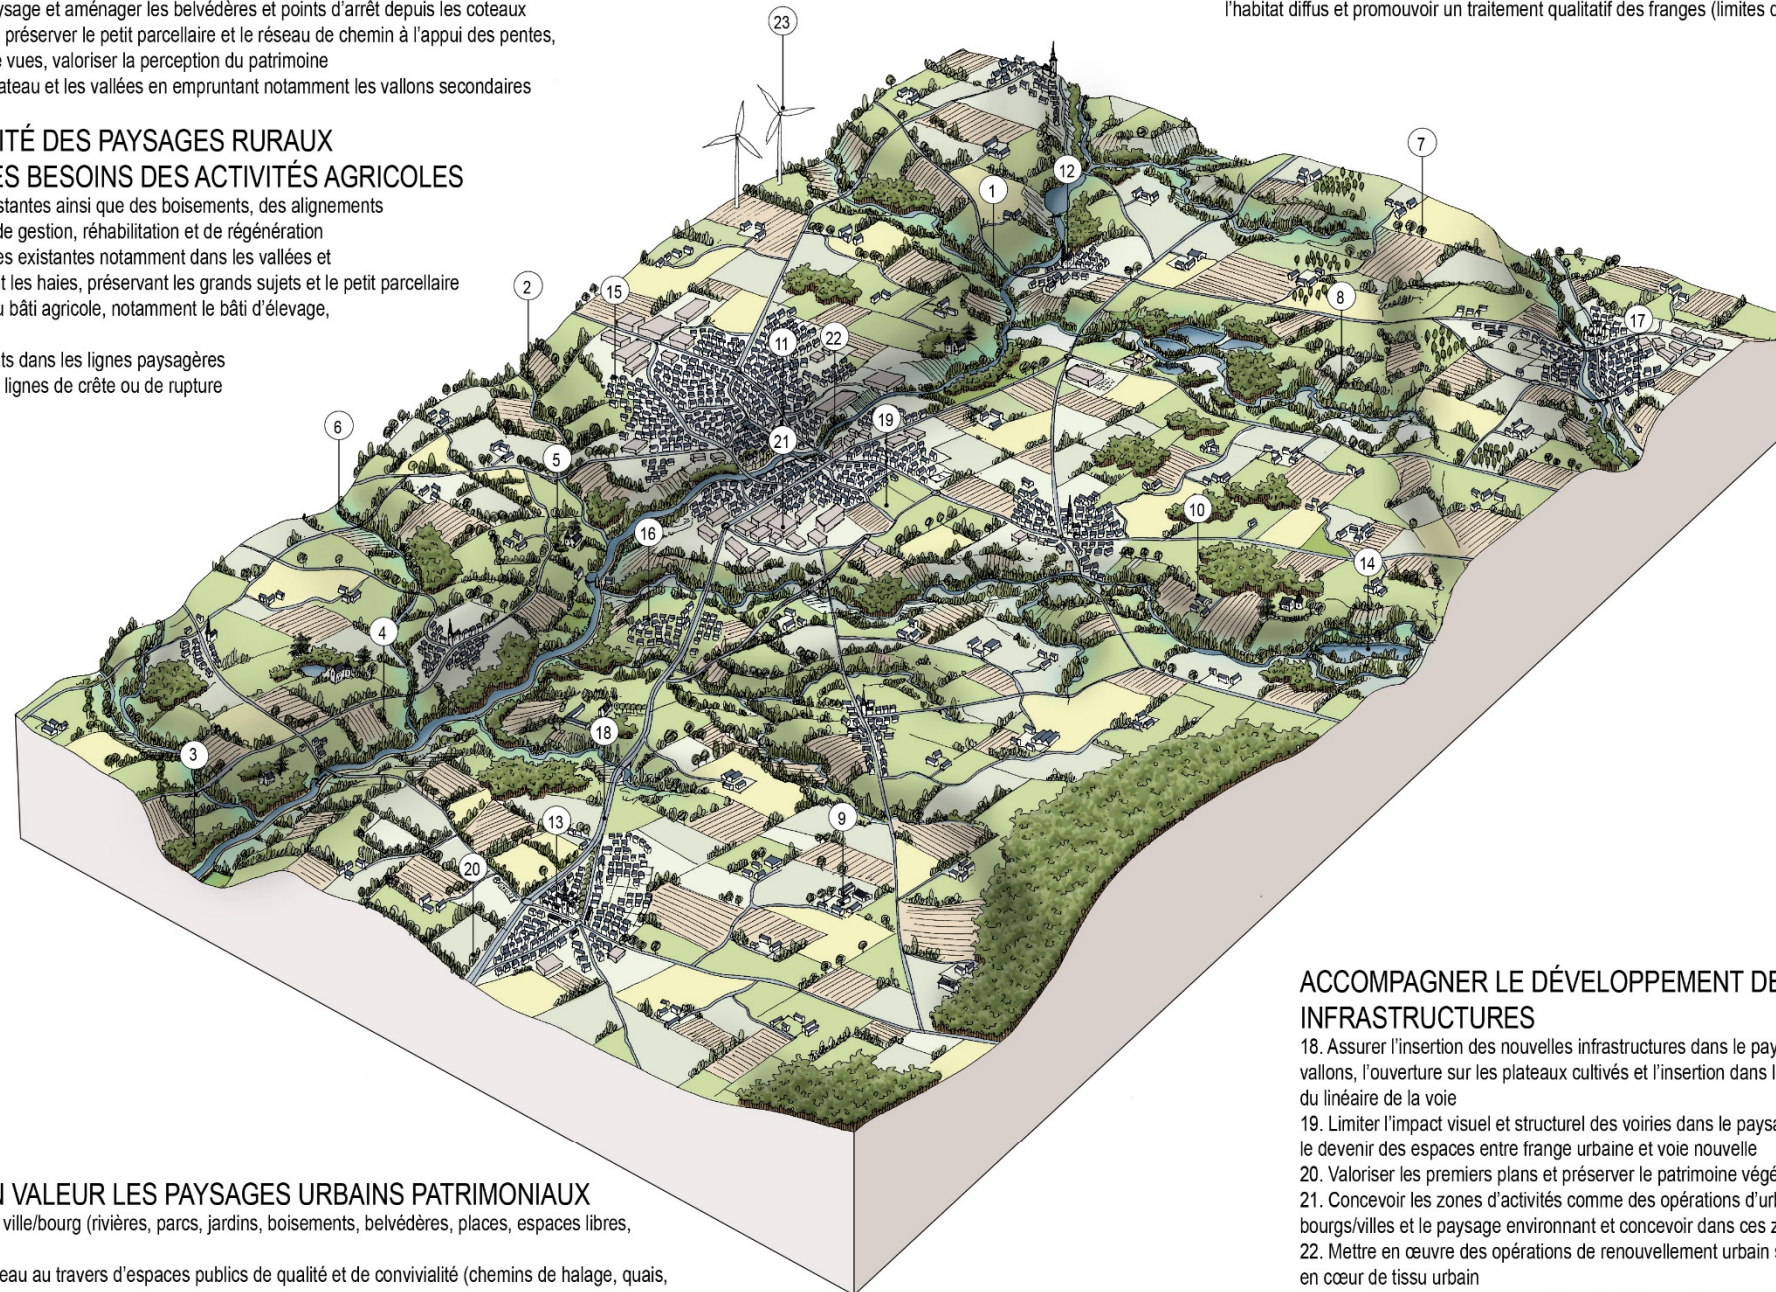 ysage et aménager les belvédères et points d'arrêt depuis les coteaux
préserver le petit parcellaire et le réseau de chemin à l'appui des pentes,
vues, valoriser la perception du patrimoine
ateau et les vallées en empruntant notamment les vallons secondaires
ITÉ DES PAYSAGES RURAUX
ES BESOINS DES ACTIVITÉS AGRICOLES
stantes ainsi que des boisements, des alignements
de gestion, réhabilitation et de régénération
es existantes notamment dans les vallées et
t les haies, préservant les grands sujets et le petit parcellaire
u bâti agricole, notamment le bâti d'élevage,
ts dans les lignes paysagères
lignes de crête ou de rupture
l'habitat diffus et promouvoir un traitement qualitatif des franges (limites
23
7
12
1
2
15
8
17
11
22
6
19
21
5
10
16
14
4
18
3
13
9
20
N VALEUR LES PAYSAGES URBAINS PATRIMONIAUX
ville/bourg (rivières, parcs, jardins, boisements, belvédères, places, espaces libres,
eau au travers d'espaces publics de qualité et de convivialité (chemins de halage, quais,
ACCOMPAGNER LE DÉVELOPPEMENT DE
INFRASTRUCTURES
18. Assurer l'insertion des nouvelles infrastructures dans le pay
vallons, l'ouverture sur les plateaux cultivés et l'insertion dans l
du linéaire de la voie
19. Limiter l'impact visuel et structurel des voiries dans le paysa
le devenir des espaces entre frange urbaine et voie nouvelle
20. Valoriser les premiers plans et préserver le patrimoine végé
21. Concevoir les zones d'activités comme des opérations d'url
bourgs/villes et le paysage environnant et concevoir dans ces z
22. Mettre en œuvre des opérations de renouvellement urbain s
en cœur de tissu urbain